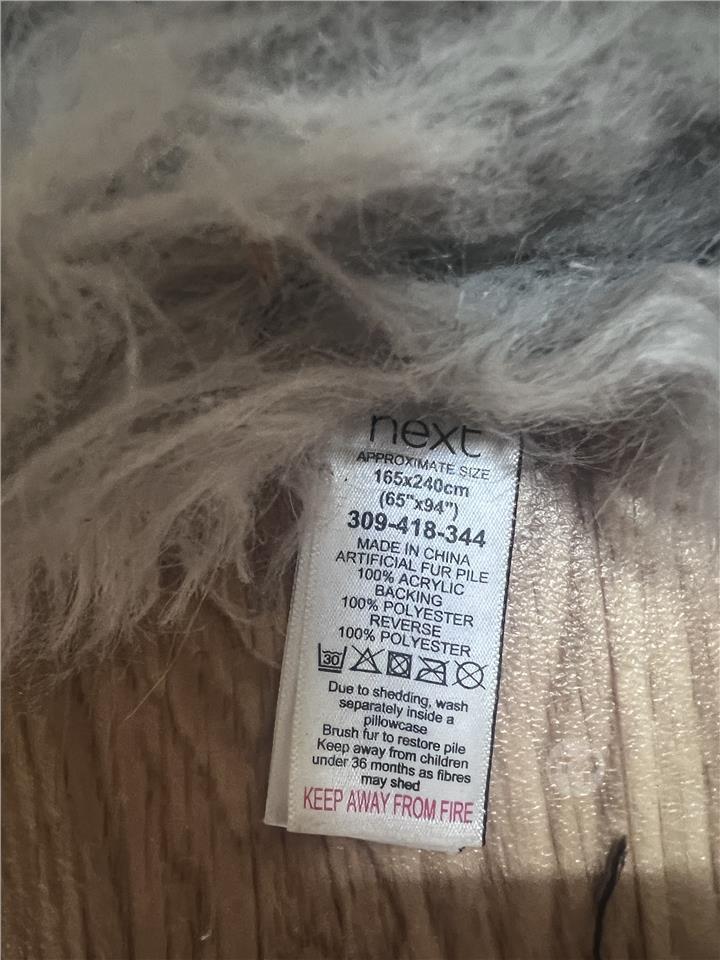 next
APPROXIMATE SIZE
165x240cm
(65"x94")
309-418-344
MADE IN CHINA
ARTIFICIAL FUR PILE
100% ACRYLIC
BACKING
100% POLYESTER
REVERSE
100% POLYESTER
30
Due to shedding, wash
separately inside a
pillowcase
Brush fur to restore pile
Keep away from children
under 36 months as fibres
may shed
KEEP AWAY FROM FIRE